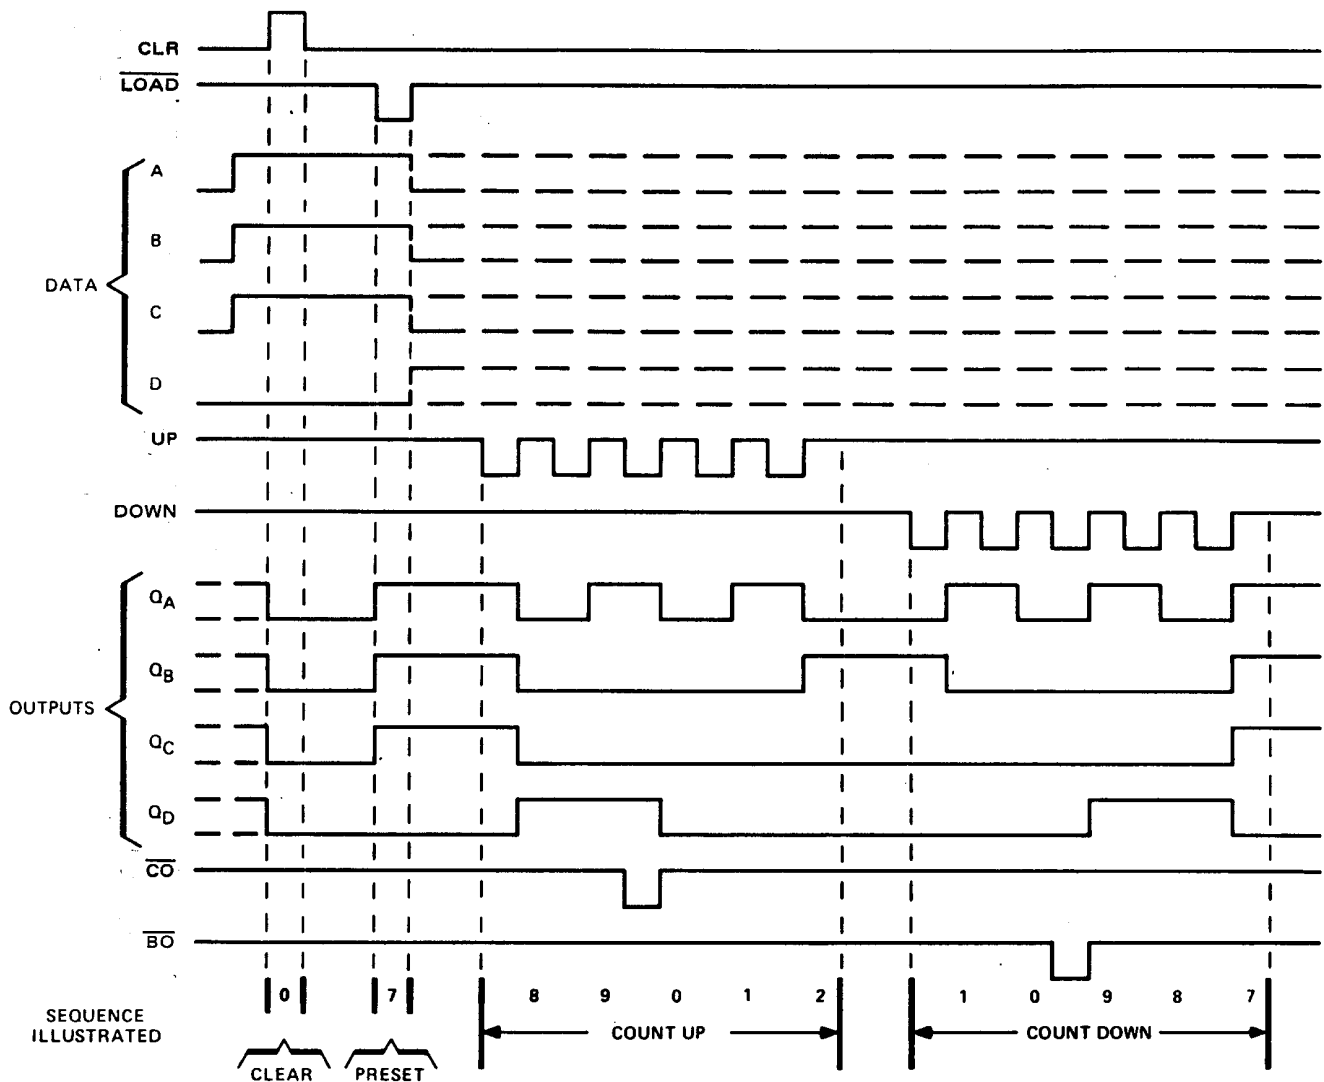 CLR
LOAD
DATA
A
B
C
D
UP
DOWN
OUTPUTS
QA
QB
QC
QD
CO
BO
SEQUENCE
ILLUSTRATED
0 7 8 9 0 1 2 1 0 9 8 7
COUNT UP COUNT DOWN
CLEAR PRESET